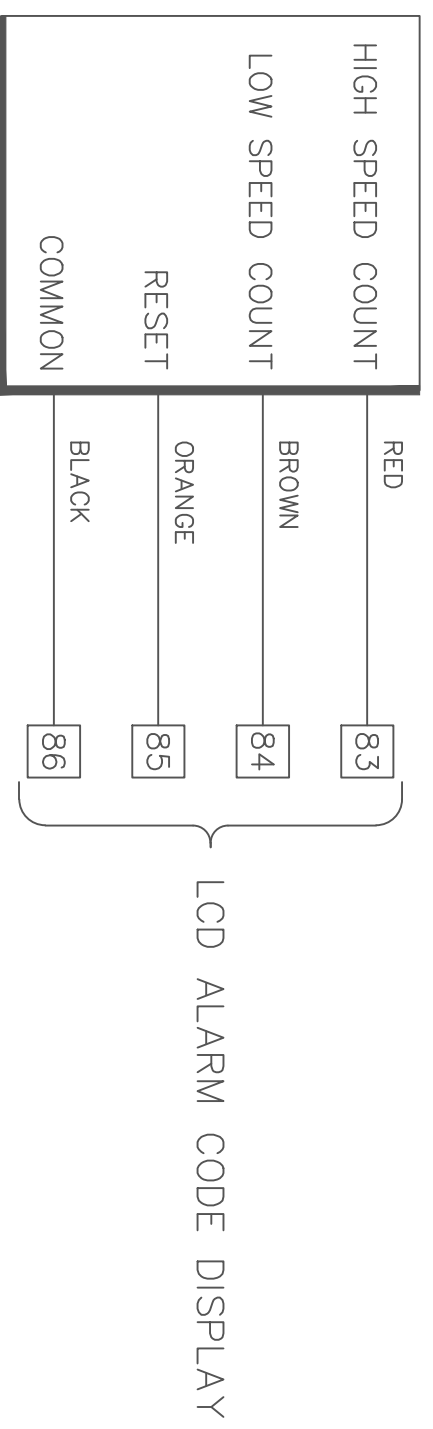 HIGH SPEED COUNT
RED
83
LOW SPEED COUNT
BROWN
84
RESET
ORANGE
85
COMMON
BLACK
86
LCD ALARM CODE DISPLAY